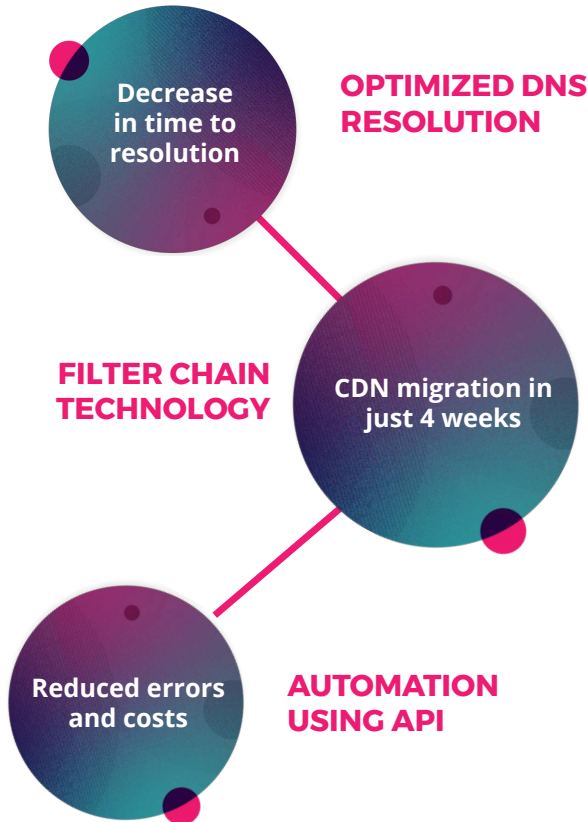 Decrease
in time to
resolution
OPTIMIZED DNS
RESOLUTION
FILTER CHAIN
TECHNOLOGY
CDN migration in
just 4 weeks
Reduced errors
and costs
AUTOMATION
USING API